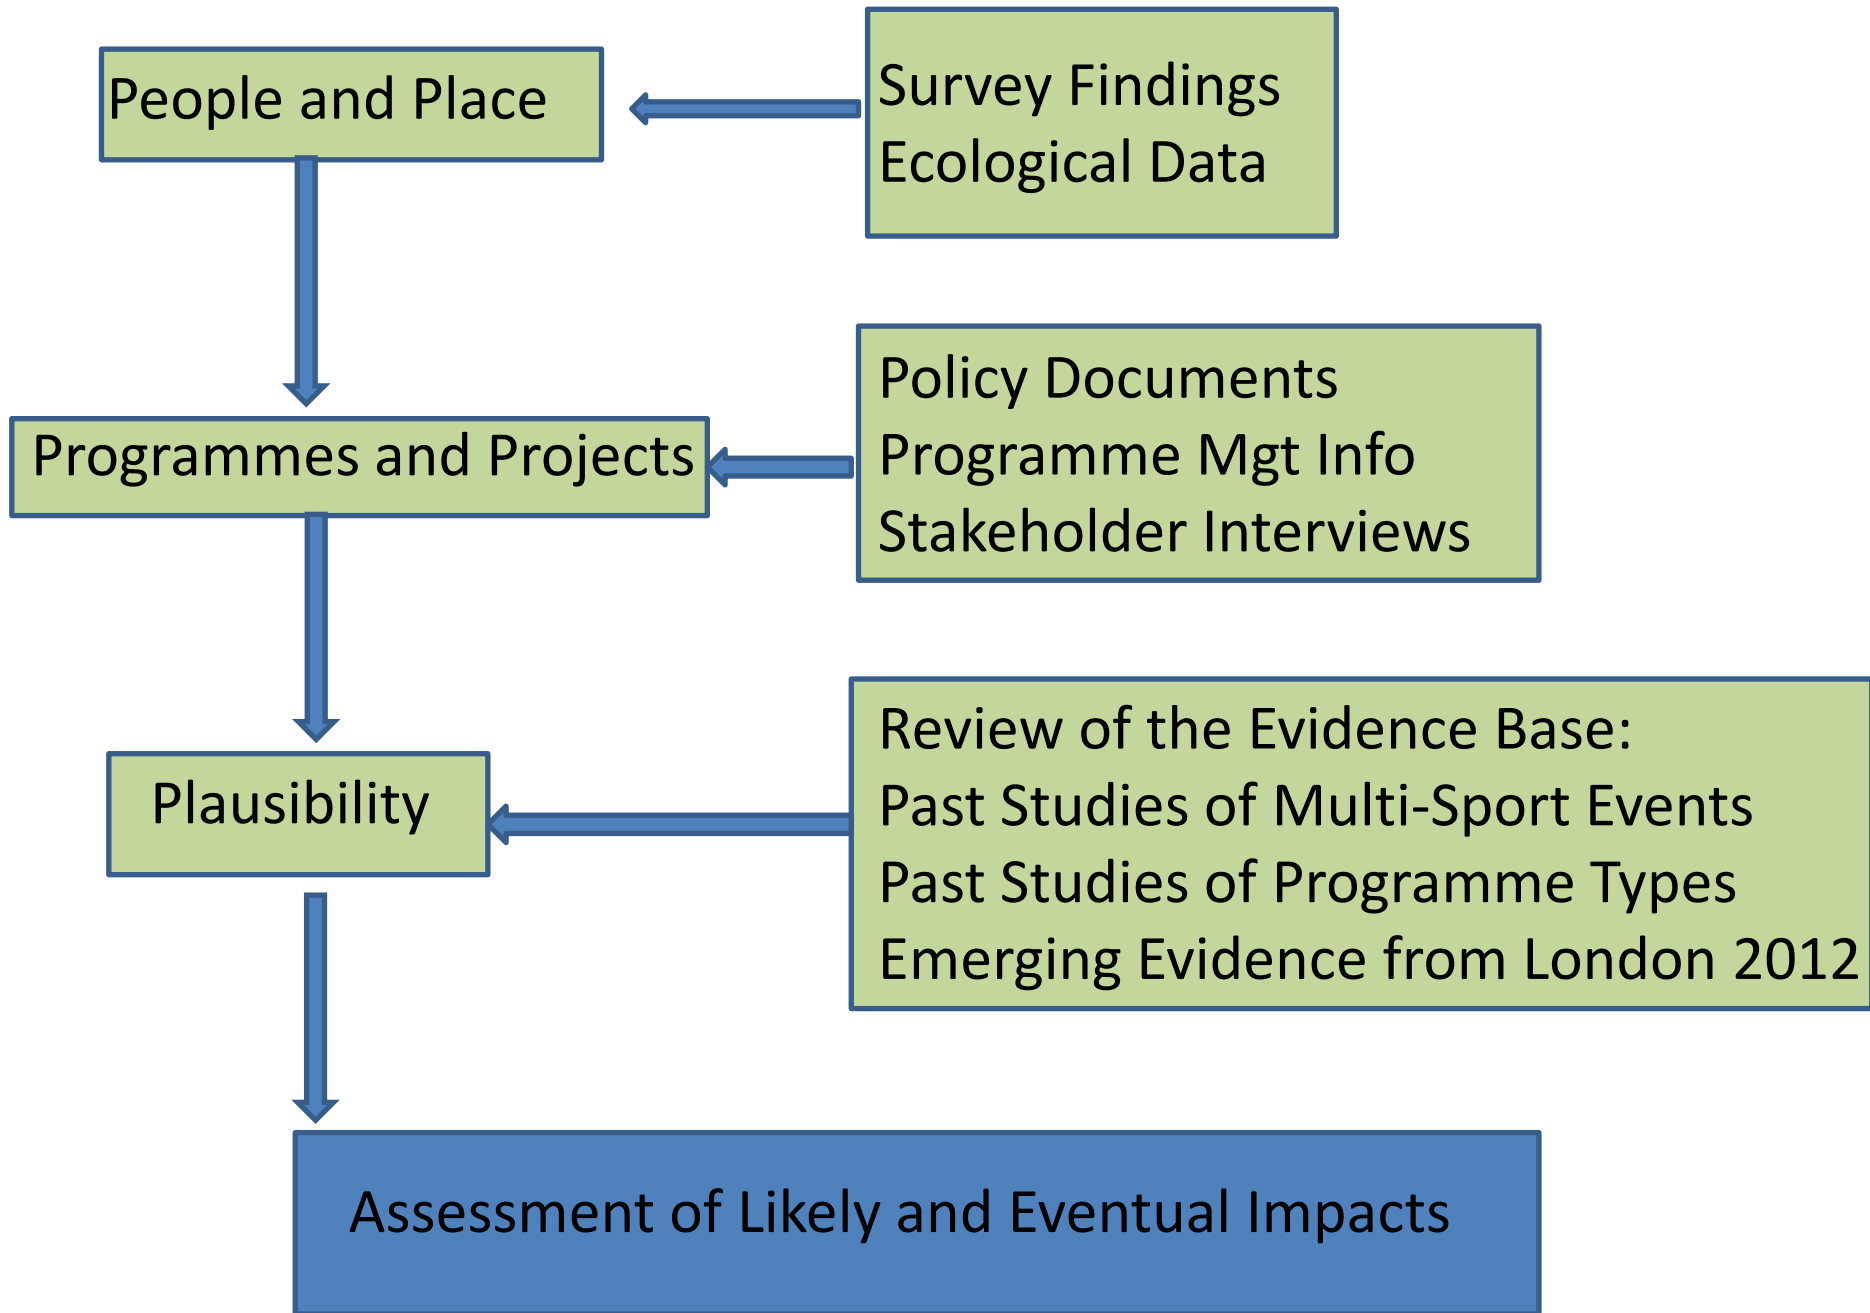 People and Place
Survey Findings
Ecological Data
Programmes and Projects
Policy Documents
Programme Mgt Info
Stakeholder Interviews
Plausibility
Review of the Evidence Base:
Past Studies of Multi-Sport Events
Past Studies of Programme Types
Emerging Evidence from London 2012
Assessment of Likely and Eventual Impacts